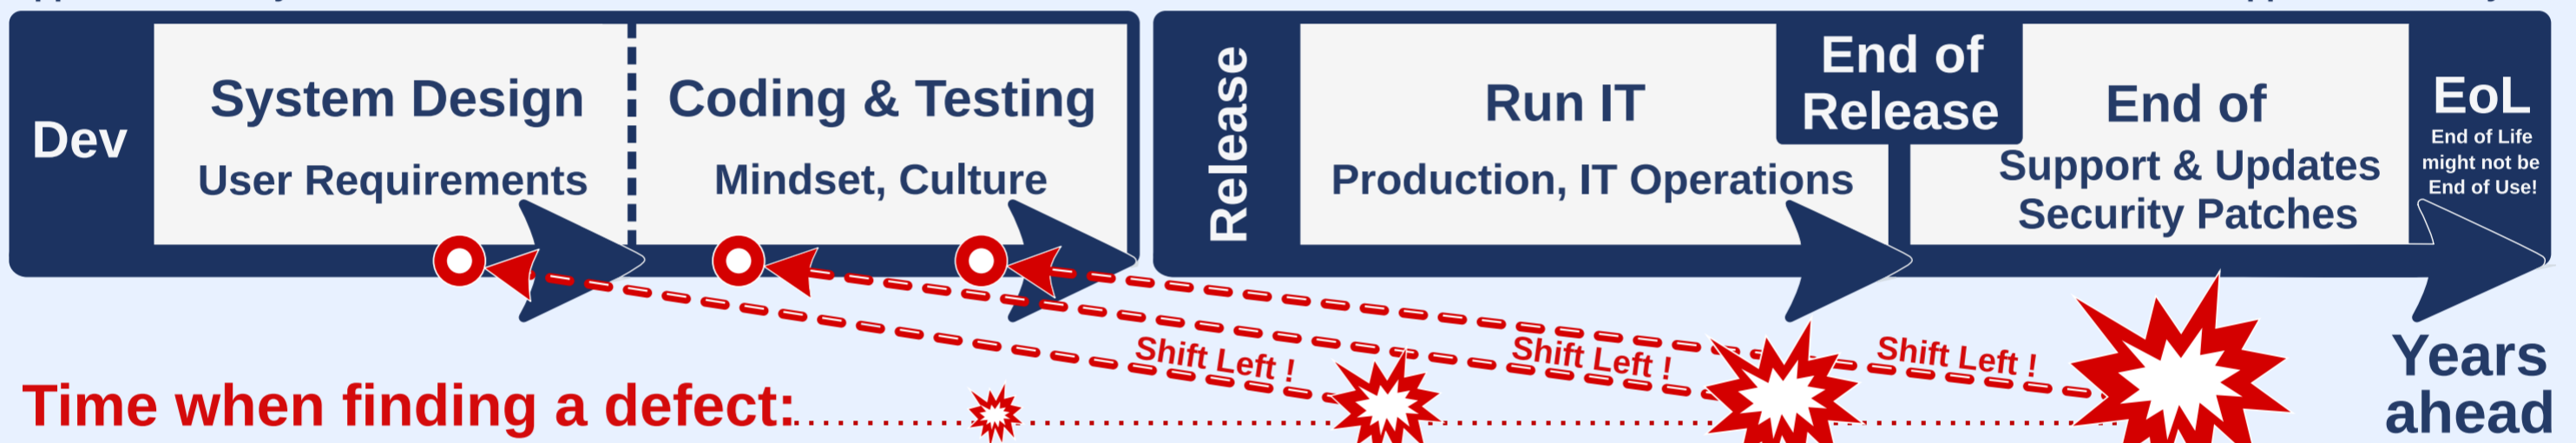 Dev
System Design
User Requirements
Coding & Testing
Mindset, Culture
Release
Run IT
Production, IT Operations
End of
Release
End of
Support & Updates
Security Patches
EoL
End of Life
might not be
End of Use!
Shift Left !
Shift Left !
Shift Left !
Time when finding a defect:
Years
ahead